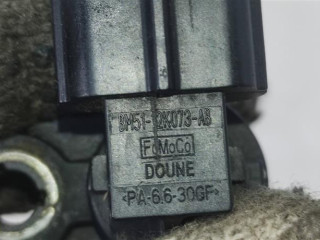 8M51-12K073-AB
FoMoCo
DOUNE
>PA-6.6-30GF<